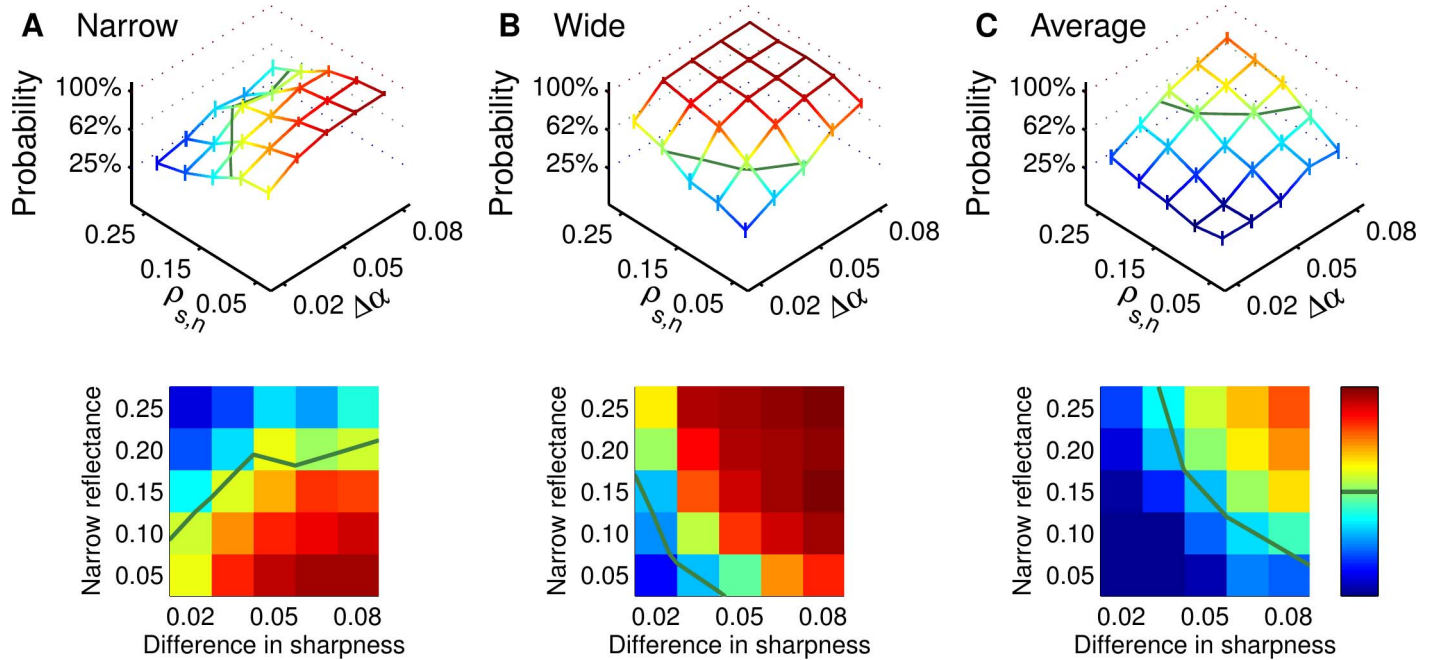 A Narrow
Probability
100%
62%
25%
0.25
0.15
0.05
ρs,n
0.02
0.05
0.08
Δα
B Wide
Probability
100%
62%
25%
0.25
0.15
0.05
ρs,n
0.02
0.05
0.08
Δα
C Average
Probability
100%
62%
25%
0.25
0.15
0.05
ρs,n
0.02
0.05
0.08
Δα
Narrow reflectance
0.25
0.20
0.15
0.10
0.05
0.02 0.05 0.08
Difference in sharpness
Narrow reflectance
0.25
0.20
0.15
0.10
0.05
0.02 0.05 0.08
Difference in sharpness
Narrow reflectance
0.25
0.20
0.15
0.10
0.05
0.02 0.05 0.08
Difference in sharpness